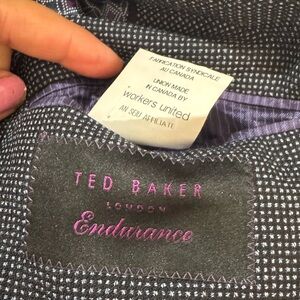 FABRICATION SYNDICALE
AU CANADA
UNION MADE
IN CANADA BY
workers united
AN SEIU AFFILIATE
TED BAKER
LONDON
Endurance